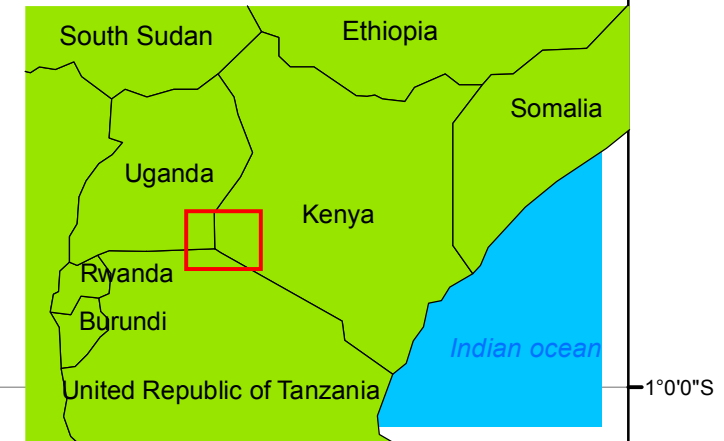 South Sudan
Ethiopia
Somalia
Uganda
Kenya
Rwanda
Burundi
Indian ocean
United Republic of Tanzania
1°0'0"S